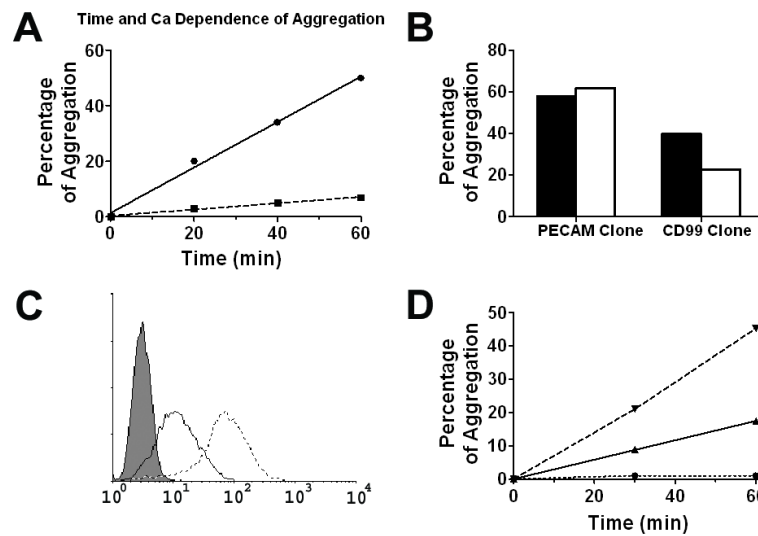 A
Time and Ca Dependence of Aggregation
Percentage
of Aggregation
60
40
20
0
0 20 40 60
Time (min)
B
Percentage
of Aggregation
80
60
40
20
0
PECAM Clone CD99 Clone
C
10^0 10^1 10^2 10^3 10^4
D
Percentage
of Aggregation
50
40
30
20
10
0
0 20 40 60
Time (min)